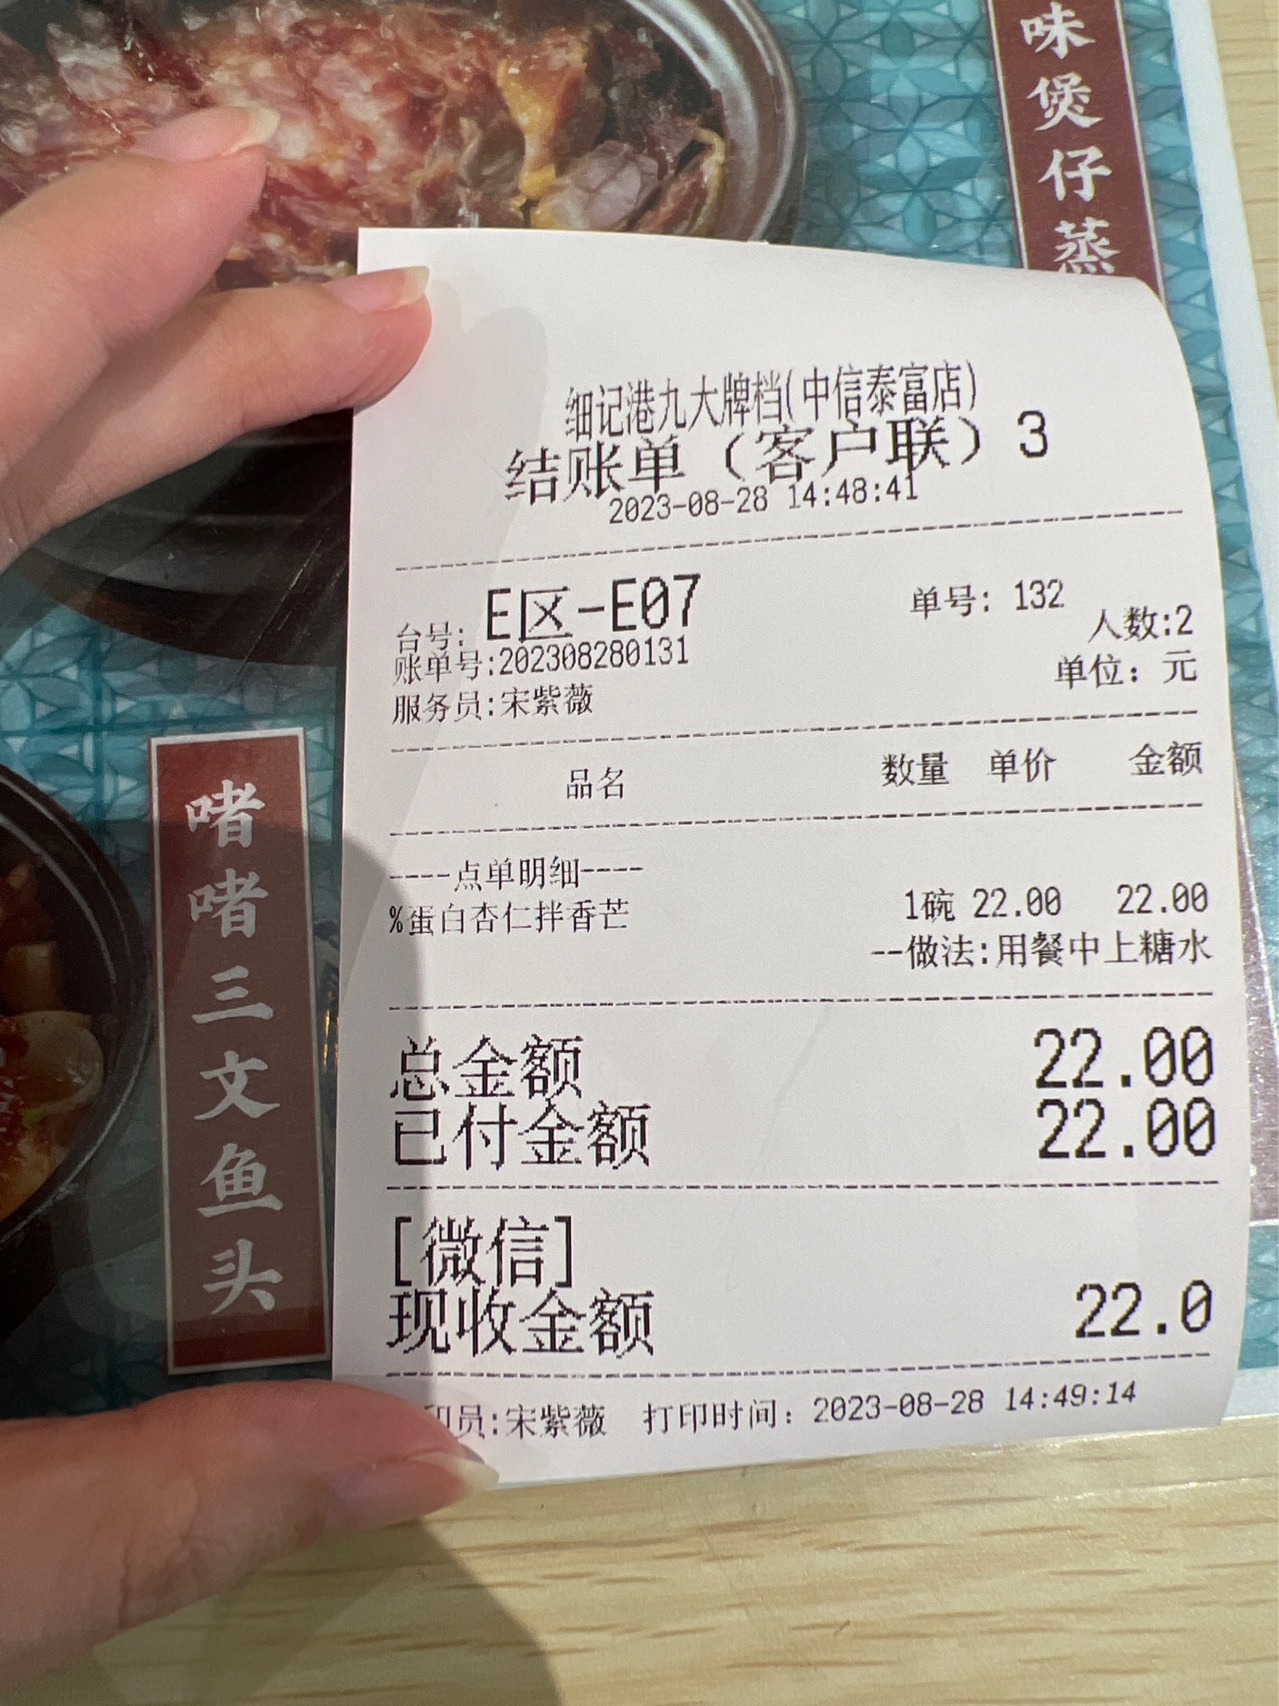 味煲仔蒸
细记港九大牌档(中信泰富店)
结账单（客户联）3
2023-08-28 14:48:41
台号: E区-E07 单号: 132
人数:2
账单号:202308280131
单位: 元
服务员:宋紫薇
品名 数量 单价 金额
----点单明细----
%蛋白杏仁拌香芒 1碗 22.00 22.00
--做法:用餐中上糖水
总金额 22.00
已付金额 22.00
[微信]
现收金额 22.0
印员:宋紫薇 打印时间: 2023-08-28 14:49:14
啫啫三文鱼头